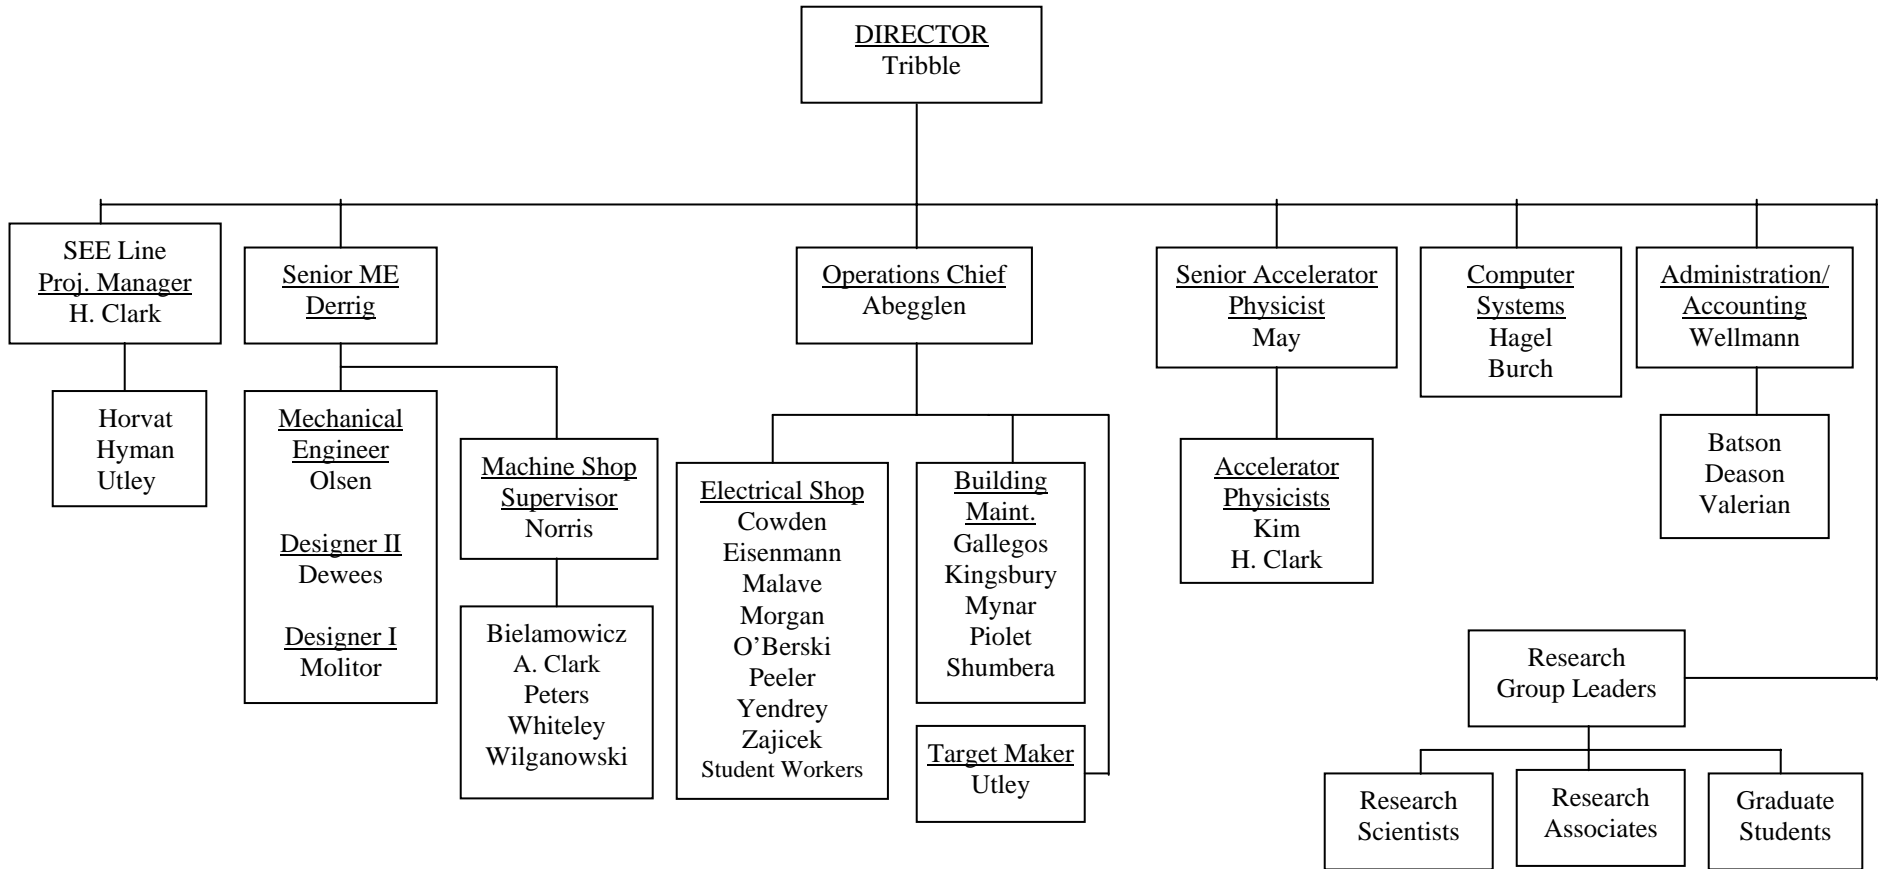 DIRECTOR
Tribble
SEE Line
Proj. Manager
H. Clark
Senior ME
Derrig
Operations Chief
Abegglen
Senior Accelerator
Physicist
May
Computer
Systems
Hagel
Burch
Administration/
Accounting
Wellmann
Horvat
Hyman
Utley
Mechanical
Engineer
Olsen
Designer II
Dewees
Designer I
Molitor
Machine Shop
Supervisor
Norris
Bielamowicz
A. Clark
Peters
Whiteley
Wilganowski
Electrical Shop
Cowden
Eisenmann
Malave
Morgan
O’Berski
Peeler
Yendrey
Zajicek
Student Workers
Building
Maint.
Gallegos
Kingsbury
Mynar
Piolet
Shumbera
Target Maker
Utley
Accelerator
Physicists
Kim
H. Clark
Batson
Deason
Valerian
Research
Group Leaders
Research
Scientists
Research
Associates
Graduate
Students